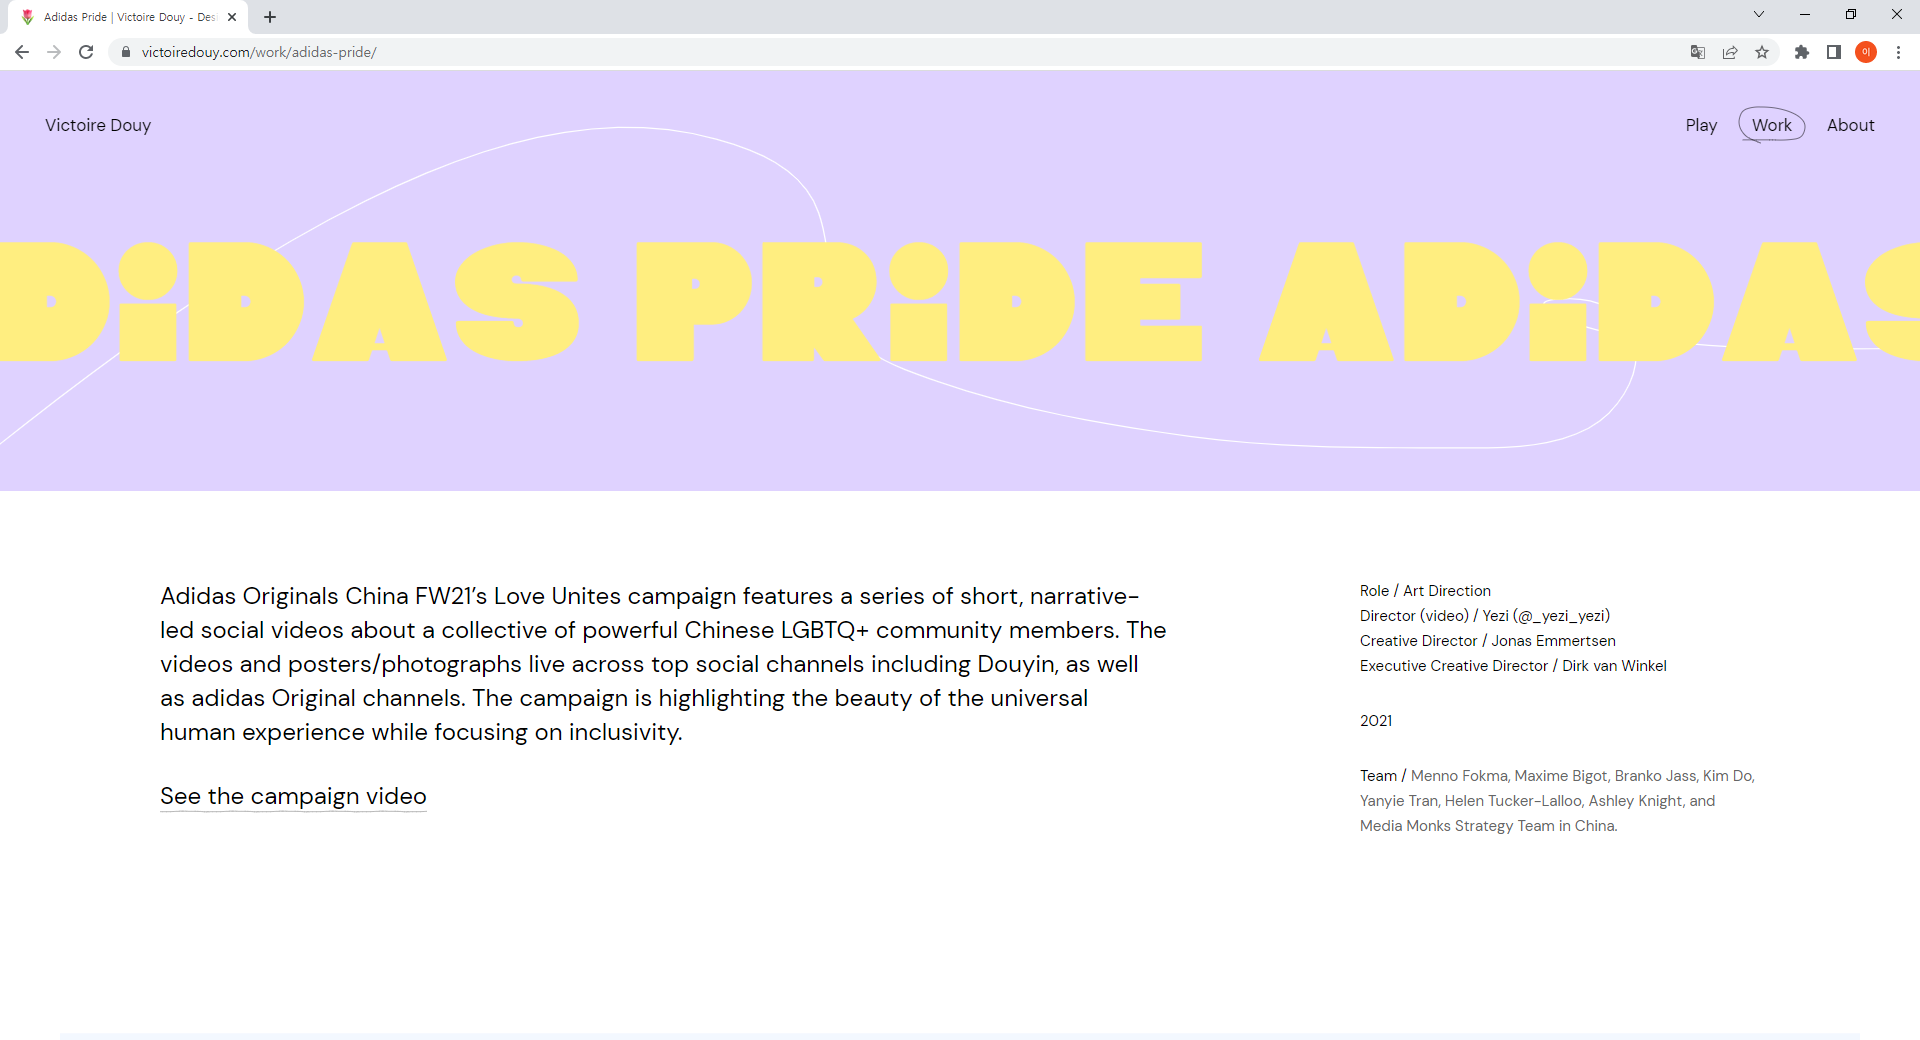 Adidas Pride | Victoire Douy - Des
victoiredouy.com/work/adidas-pride/
이
Victoire Douy
Play
Work
About
DiDAS PRiDE ADiDAS
Adidas Originals China FW21’s Love Unites campaign features a series of short, narrative-
led social videos about a collective of powerful Chinese LGBTQ+ community members. The
videos and posters/photographs live across top social channels including Douyin, as well
as adidas Original channels. The campaign is highlighting the beauty of the universal
human experience while focusing on inclusivity.
See the campaign video
Role / Art Direction
Director (video) / Yezi (@_yezi_yezi)
Creative Director / Jonas Emmertsen
Executive Creative Director / Dirk van Winkel
2021
Team / Menno Fokma, Maxime Bigot, Branko Jass, Kim Do,
Yanyie Tran, Helen Tucker-Lalloo, Ashley Knight, and
Media Monks Strategy Team in China.